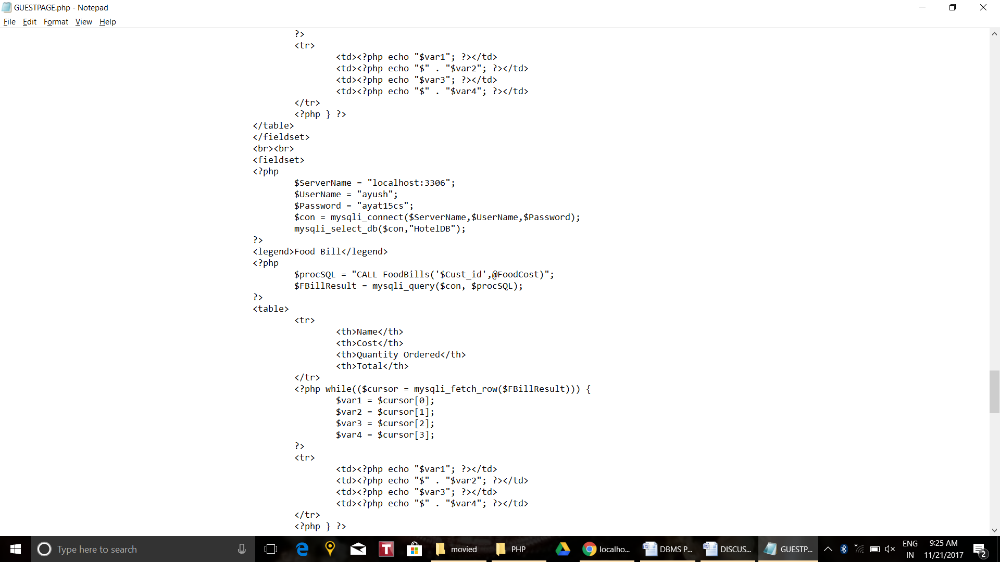 GUESTPAGE.php - Notepad
File Edit Format View Help
?>
<tr>
<td><?php echo "$var1"; ?></td>
<td><?php echo "$" . "$var2"; ?></td>
<td><?php echo "$var3"; ?></td>
<td><?php echo "$" . "$var4"; ?></td>
</tr>
<?php } ?>
</table>
</fieldset>
<br><br>
<fieldset>
<?php
$ServerName = "localhost:3306";
$UserName = "ayush";
$Password = "ayat15cs";
$con = mysqli_connect($ServerName,$UserName,$Password);
mysqli_select_db($con,"HotelDB");
?>
<legend>Food Bill</legend>
<?php
$procSQL = "CALL FoodBills('$Cust_id',@FoodCost)";
$FBillResult = mysqli_query($con, $procSQL);
?>
<table>
<tr>
<th>Name</th>
<th>Cost</th>
<th>Quantity Ordered</th>
<th>Total</th>
</tr>
<?php while(($cursor = mysqli_fetch_row($FBillResult))) {
$var1 = $cursor[0];
$var2 = $cursor[1];
$var3 = $cursor[2];
$var4 = $cursor[3];
?>
<tr>
<td><?php echo "$var1"; ?></td>
<td><?php echo "$" . "$var2"; ?></td>
<td><?php echo "$var3"; ?></td>
<td><?php echo "$" . "$var4"; ?></td>
</tr>
<?php } ?>
Type here to search
T
movied
PHP
localho...
DBMS P...
DISCUS...
GUESTP...
ENG
IN
9:25 AM
11/21/2017
2